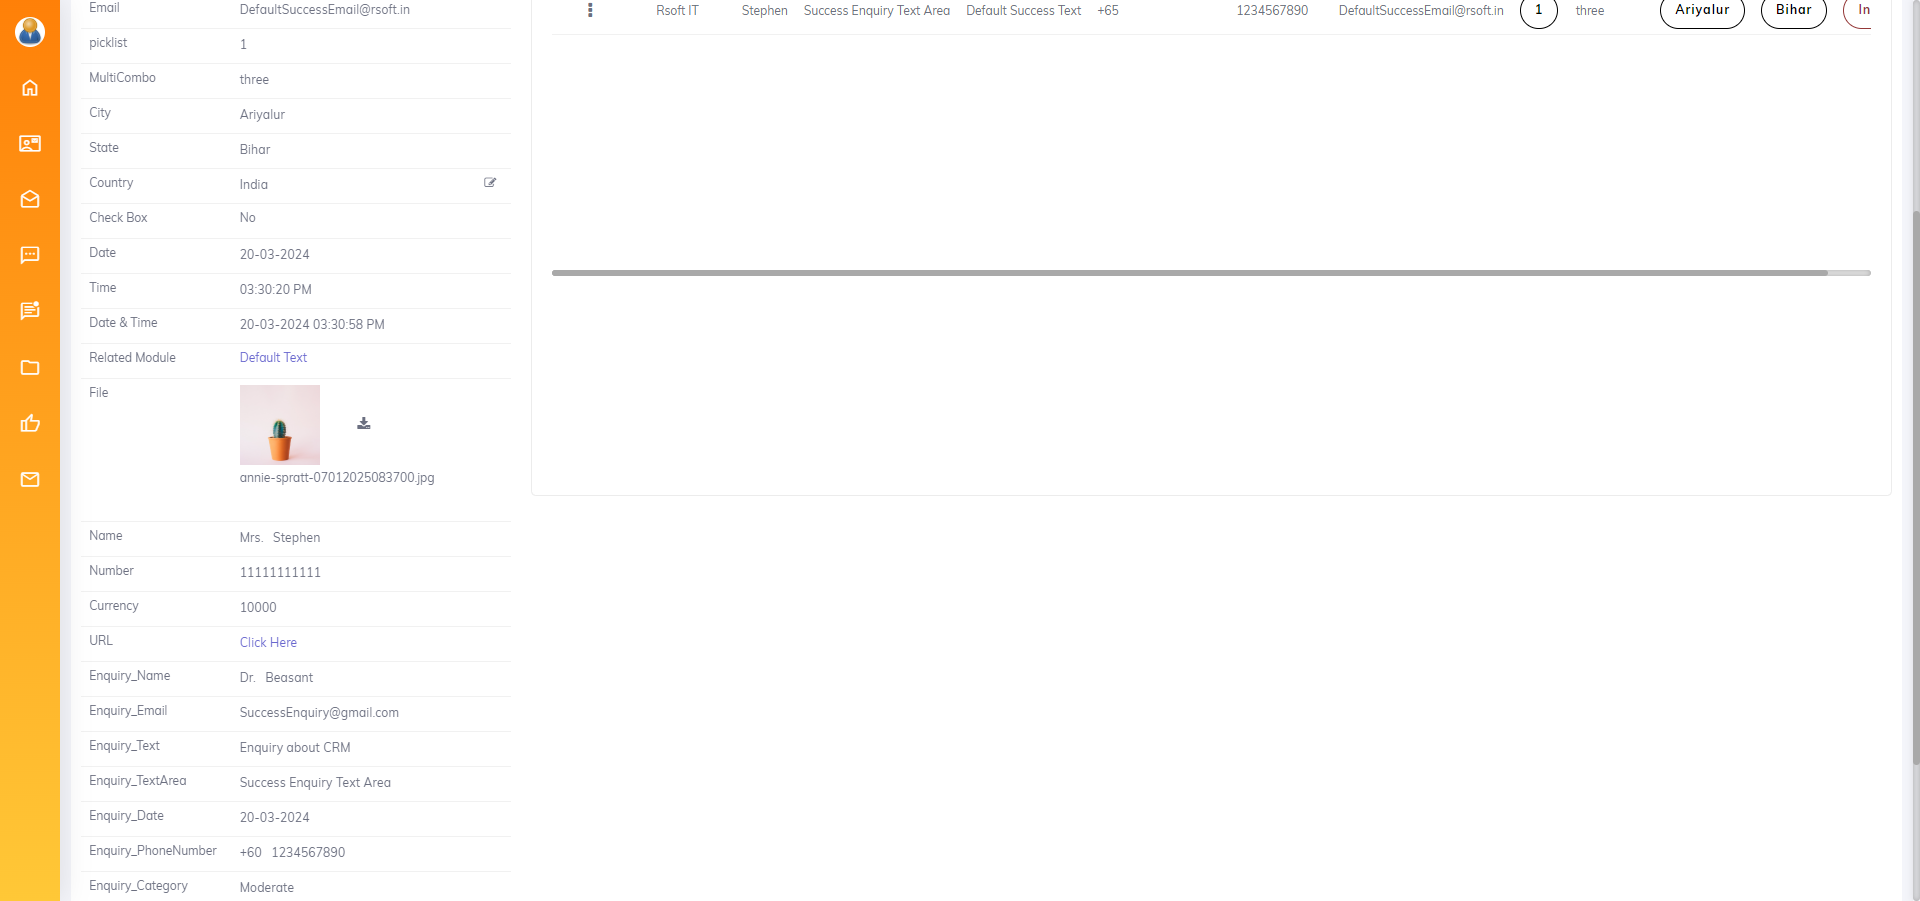 Email DefaultSuccessEmail@rsoft.in
picklist 1
MultiCombo three
City Ariyalur
State Bihar
Country India
Check Box No
Date 20-03-2024
Time 03:30:20 PM
Date & Time 20-03-2024 03:30:58 PM
Related Module Default Text
File
annie-spratt-07012025083700.jpg
Name Mrs. Stephen
Number 11111111111
Currency 10000
URL Click Here
Enquiry_Name Dr. Beasant
Enquiry_Email SuccessEnquiry@gmail.com
Enquiry_Text Enquiry about CRM
Enquiry_TextArea Success Enquiry Text Area
Enquiry_Date 20-03-2024
Enquiry_PhoneNumber +60 1234567890
Enquiry_Category Moderate
Rsoft IT Stephen Success Enquiry Text Area Default Success Text +65 1234567890 DefaultSuccessEmail@rsoft.in 1 three Ariyalur Bihar In